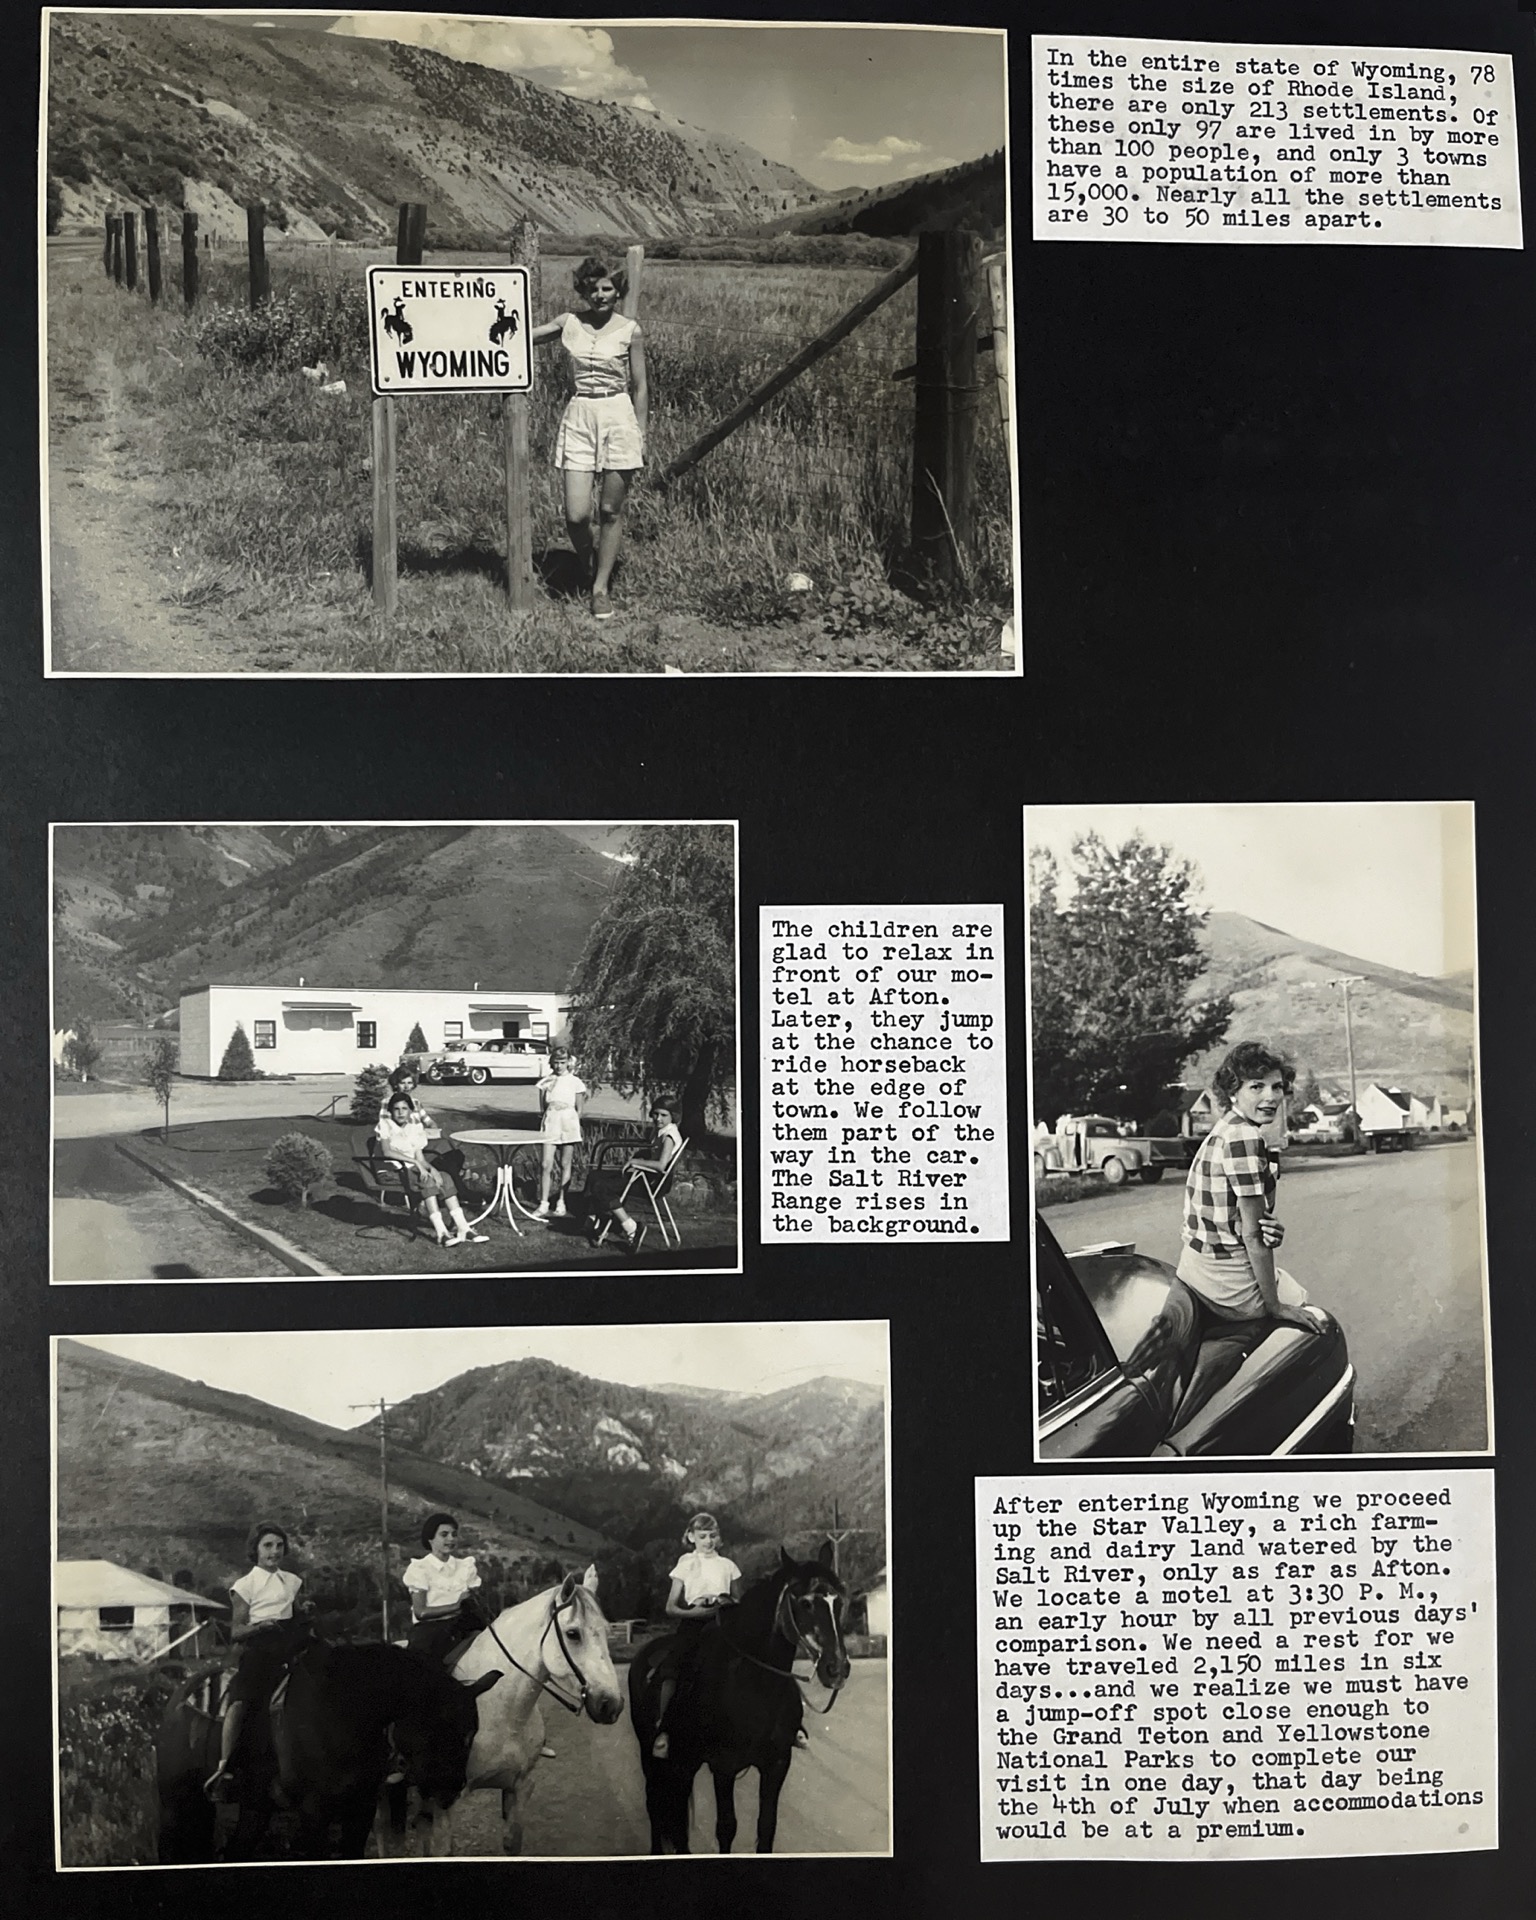 In the entire state of Wyoming, 78
times the size of Rhode Island,
there are only 213 settlements. Of
these only 97 are lived in by more
than 100 people, and only 3 towns
have a population of more than
15,000. Nearly all the settlements
are 30 to 50 miles apart.
ENTERING
WYOMING
The children are
glad to relax in
front of our mo-
tel at Afton.
Later, they jump
at the chance to
ride horseback
at the edge of
town. We follow
them part of the
way in the car.
The Salt River
Range rises in
the background.
After entering Wyoming we proceed
up the Star Valley, a rich farm-
ing and dairy land watered by the
Salt River, only as far as Afton.
We locate a motel at 3:30 P. M.,
an early hour by all previous days'
comparison. We need a rest for we
have traveled 2,150 miles in six
days...and we realize we must have
a jump-off spot close enough to
the Grand Teton and Yellowstone
National Parks to complete our
visit in one day, that day being
the 4th of July when accommodations
would be at a premium.